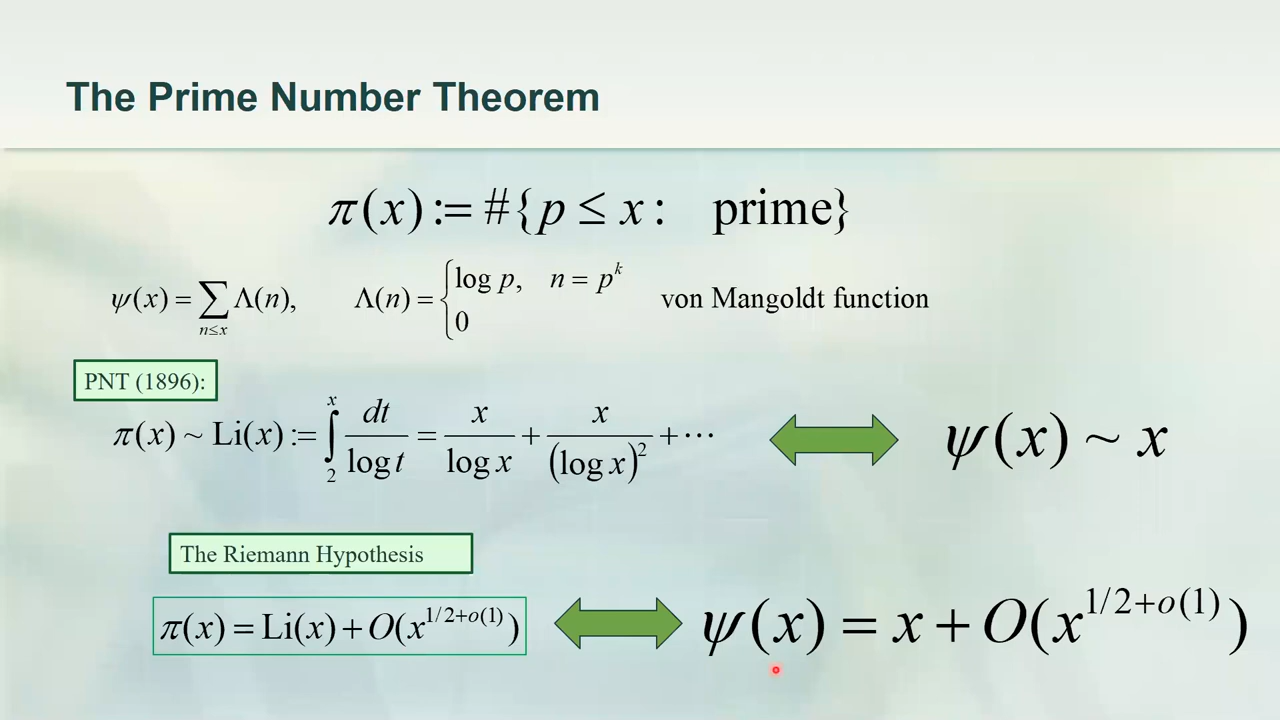 The Prime Number Theorem
π(x) := #{p ≤ x : prime}
ψ(x) = ∑_{n≤x} Λ(n), Λ(n) = { log p, n = p^k ; 0 von Mangoldt function
PNT (1896):
π(x) ~ Li(x) := ∫_2^x dt / log t = x / log x + x / (log x)^2 + ⋯ ψ(x) ~ x
The Riemann Hypothesis
π(x) = Li(x) + O(x^{1/2+o(1)}) ψ(x) = x + O(x^{1/2+o(1)})